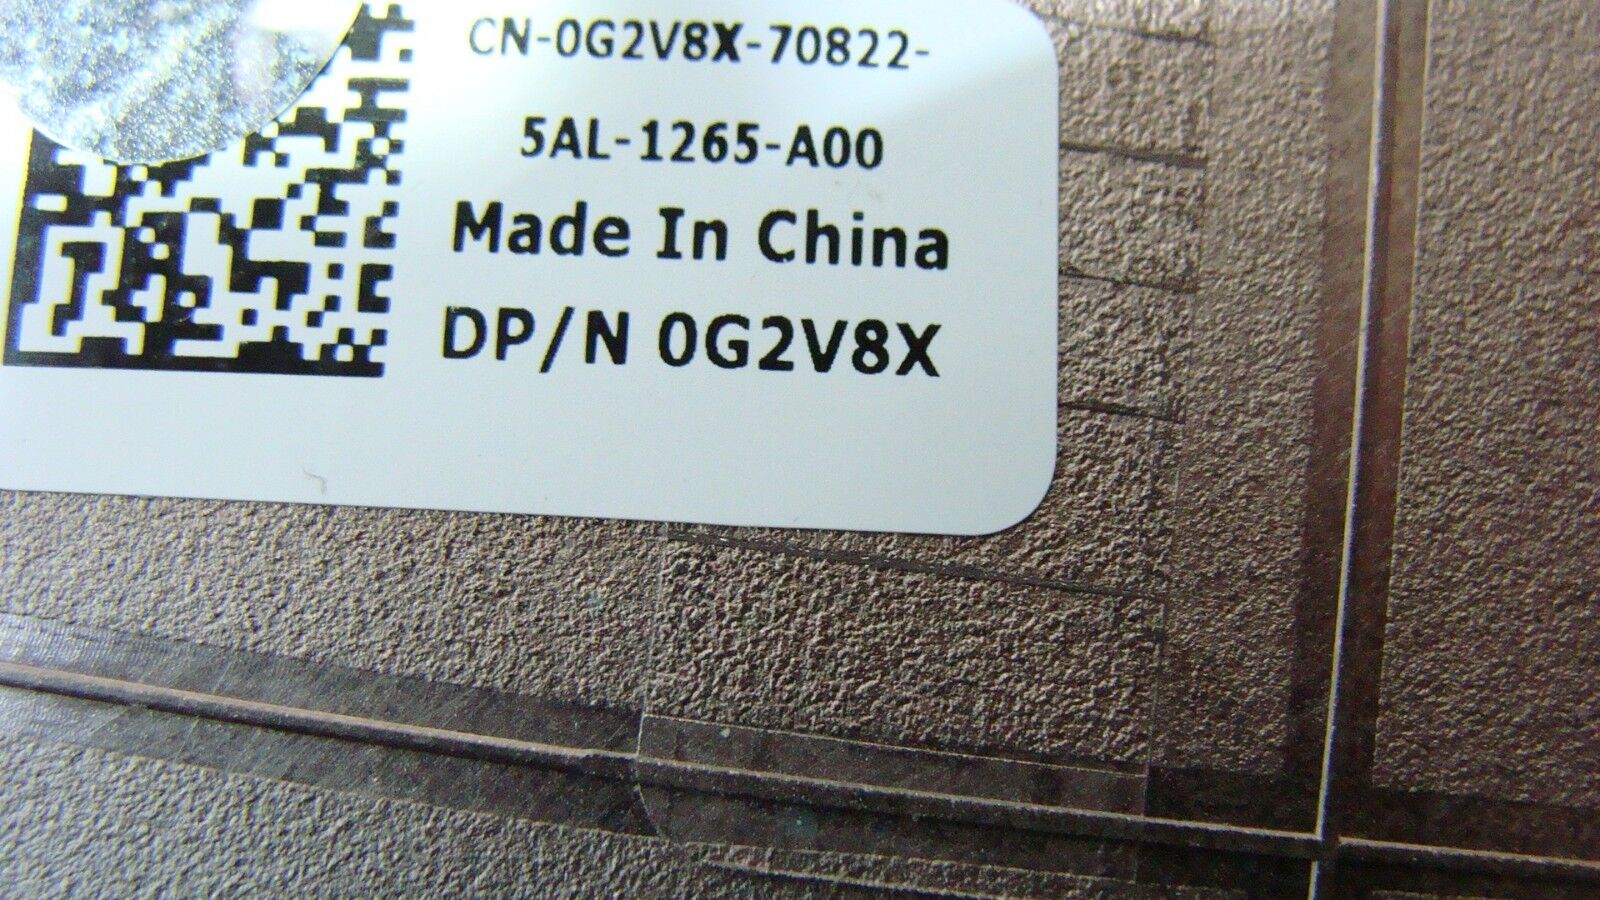 CN-0G2V8X-70822-
5AL-1265-A00
Made In China
DP/N 0G2V8X